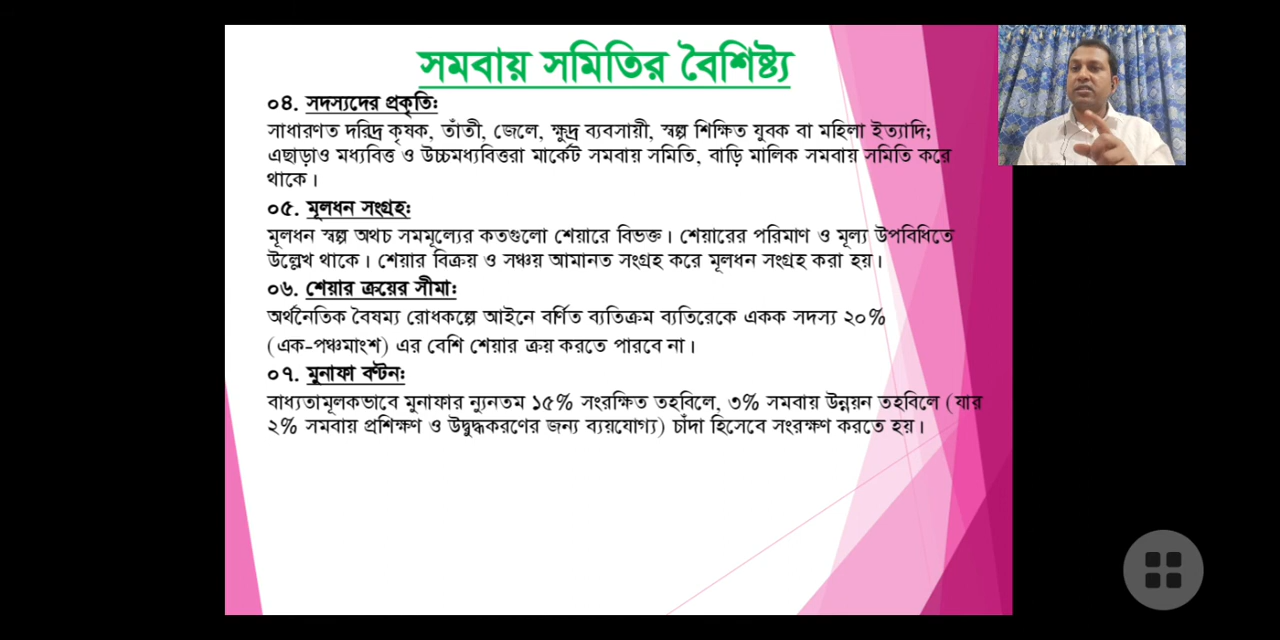 সমবায় সমিতির বৈশিষ্ট্য
০৪. সদস্যদের প্রকৃতিঃ
সাধারণত দরিদ্র কৃষক, তাঁতী, জেলে, ক্ষুদ্র ব্যবসায়ী, স্বল্প শিক্ষিত যুবক বা মহিলা ইত্যাদি;
এছাড়াও মধ্যবিত্ত ও উচ্চমধ্যবিত্তরা মার্কেট সমবায় সমিতি, বাড়ি মালিক সমবায় সমিতি করে
থাকে।
০৫. মূলধন সংগ্রহঃ
মূলধন স্বল্প অথচ সমমূল্যের কতগুলো শেয়ারে বিভক্ত। শেয়ারের পরিমাণ ও মূল্য উপবিধিতে
উল্লেখ থাকে। শেয়ার বিক্রয় ও সঞ্চয় আমানত সংগ্রহ করে মূলধন সংগ্রহ করা হয়।
০৬. শেয়ার ক্রয়ের সীমাঃ
অর্থনৈতিক বৈষম্য রোধকল্পে আইনে বর্ণিত ব্যতিক্রম ব্যতিরেকে একক সদস্য ২০%
(এক-পঞ্চমাংশ) এর বেশি শেয়ার ক্রয় করতে পারবে না।
০৭. মুনাফা বণ্টনঃ
বাধ্যতামূলকভাবে মুনাফার ন্যুনতম ১৫% সংরক্ষিত তহবিলে, ৩% সমবায় উন্নয়ন তহবিলে (যার
২% সমবায় প্রশিক্ষণ ও উদ্বুদ্ধকরণের জন্য ব্যয়যোগ্য) চাঁদা হিসেবে সংরক্ষণ করতে হয়।